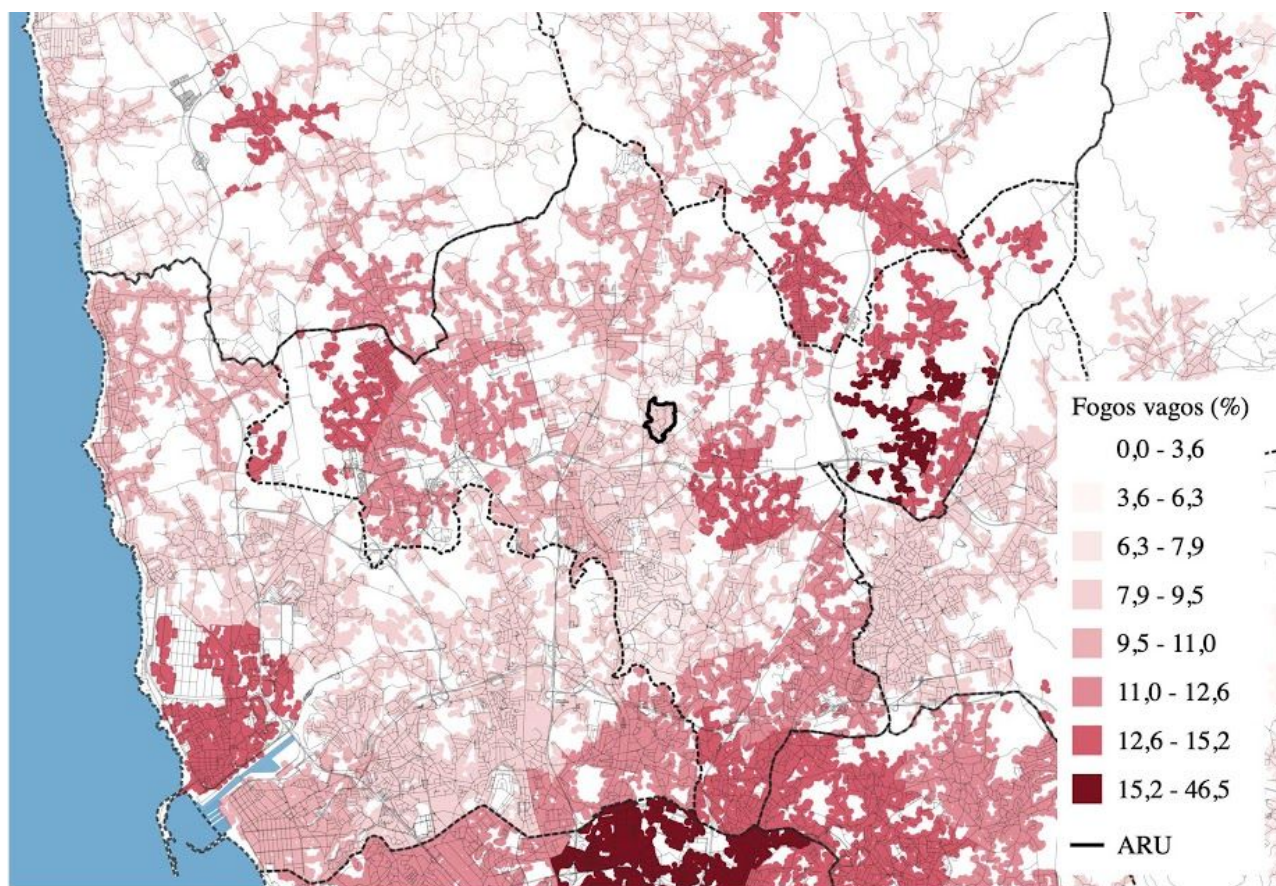 Fogos vagos (%)
0,0 - 3,6
3,6 - 6,3
6,3 - 7,9
7,9 - 9,5
9,5 - 11,0
11,0 - 12,6
12,6 - 15,2
15,2 - 46,5
ARU